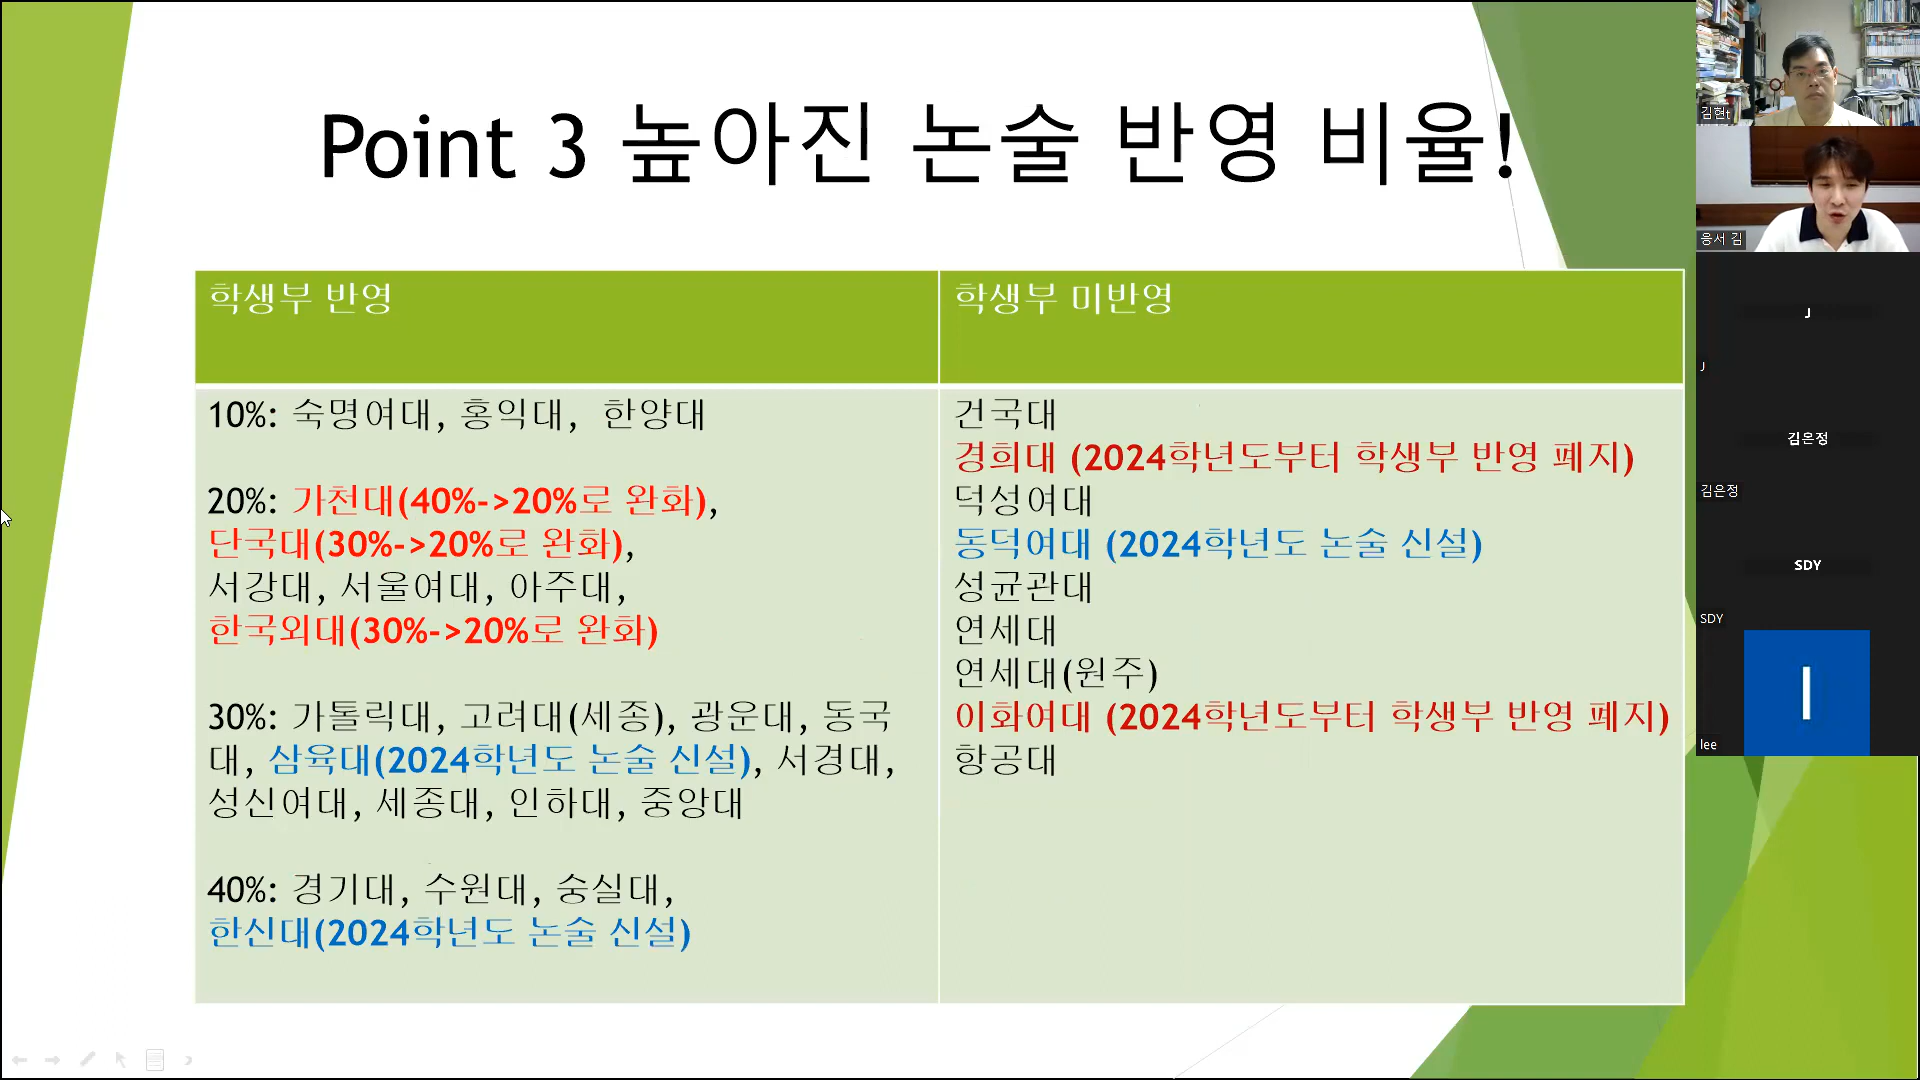 Point 3 높아진 논술 반영 비율!
학생부 반영
학생부 미반영
10%: 숙명여대, 홍익대, 한양대
20%: 가천대(40%->20%로 완화),
단국대(30%->20%로 완화),
서강대, 서울여대, 아주대,
한국외대(30%->20%로 완화)
30%: 가톨릭대, 고려대(세종), 광운대, 동국
대, 삼육대(2024학년도 논술 신설), 서경대,
성신여대, 세종대, 인하대, 중앙대
40%: 경기대, 수원대, 숭실대,
한신대(2024학년도 논술 신설)
건국대
경희대 (2024학년도부터 학생부 반영 폐지)
덕성여대
동덕여대 (2024학년도 논술 신설)
성균관대
연세대
연세대(원주)
이화여대 (2024학년도부터 학생부 반영 폐지)
항공대
김현t
응서 김
J
J
김은정
김은정
SDY
SDY
l
lee